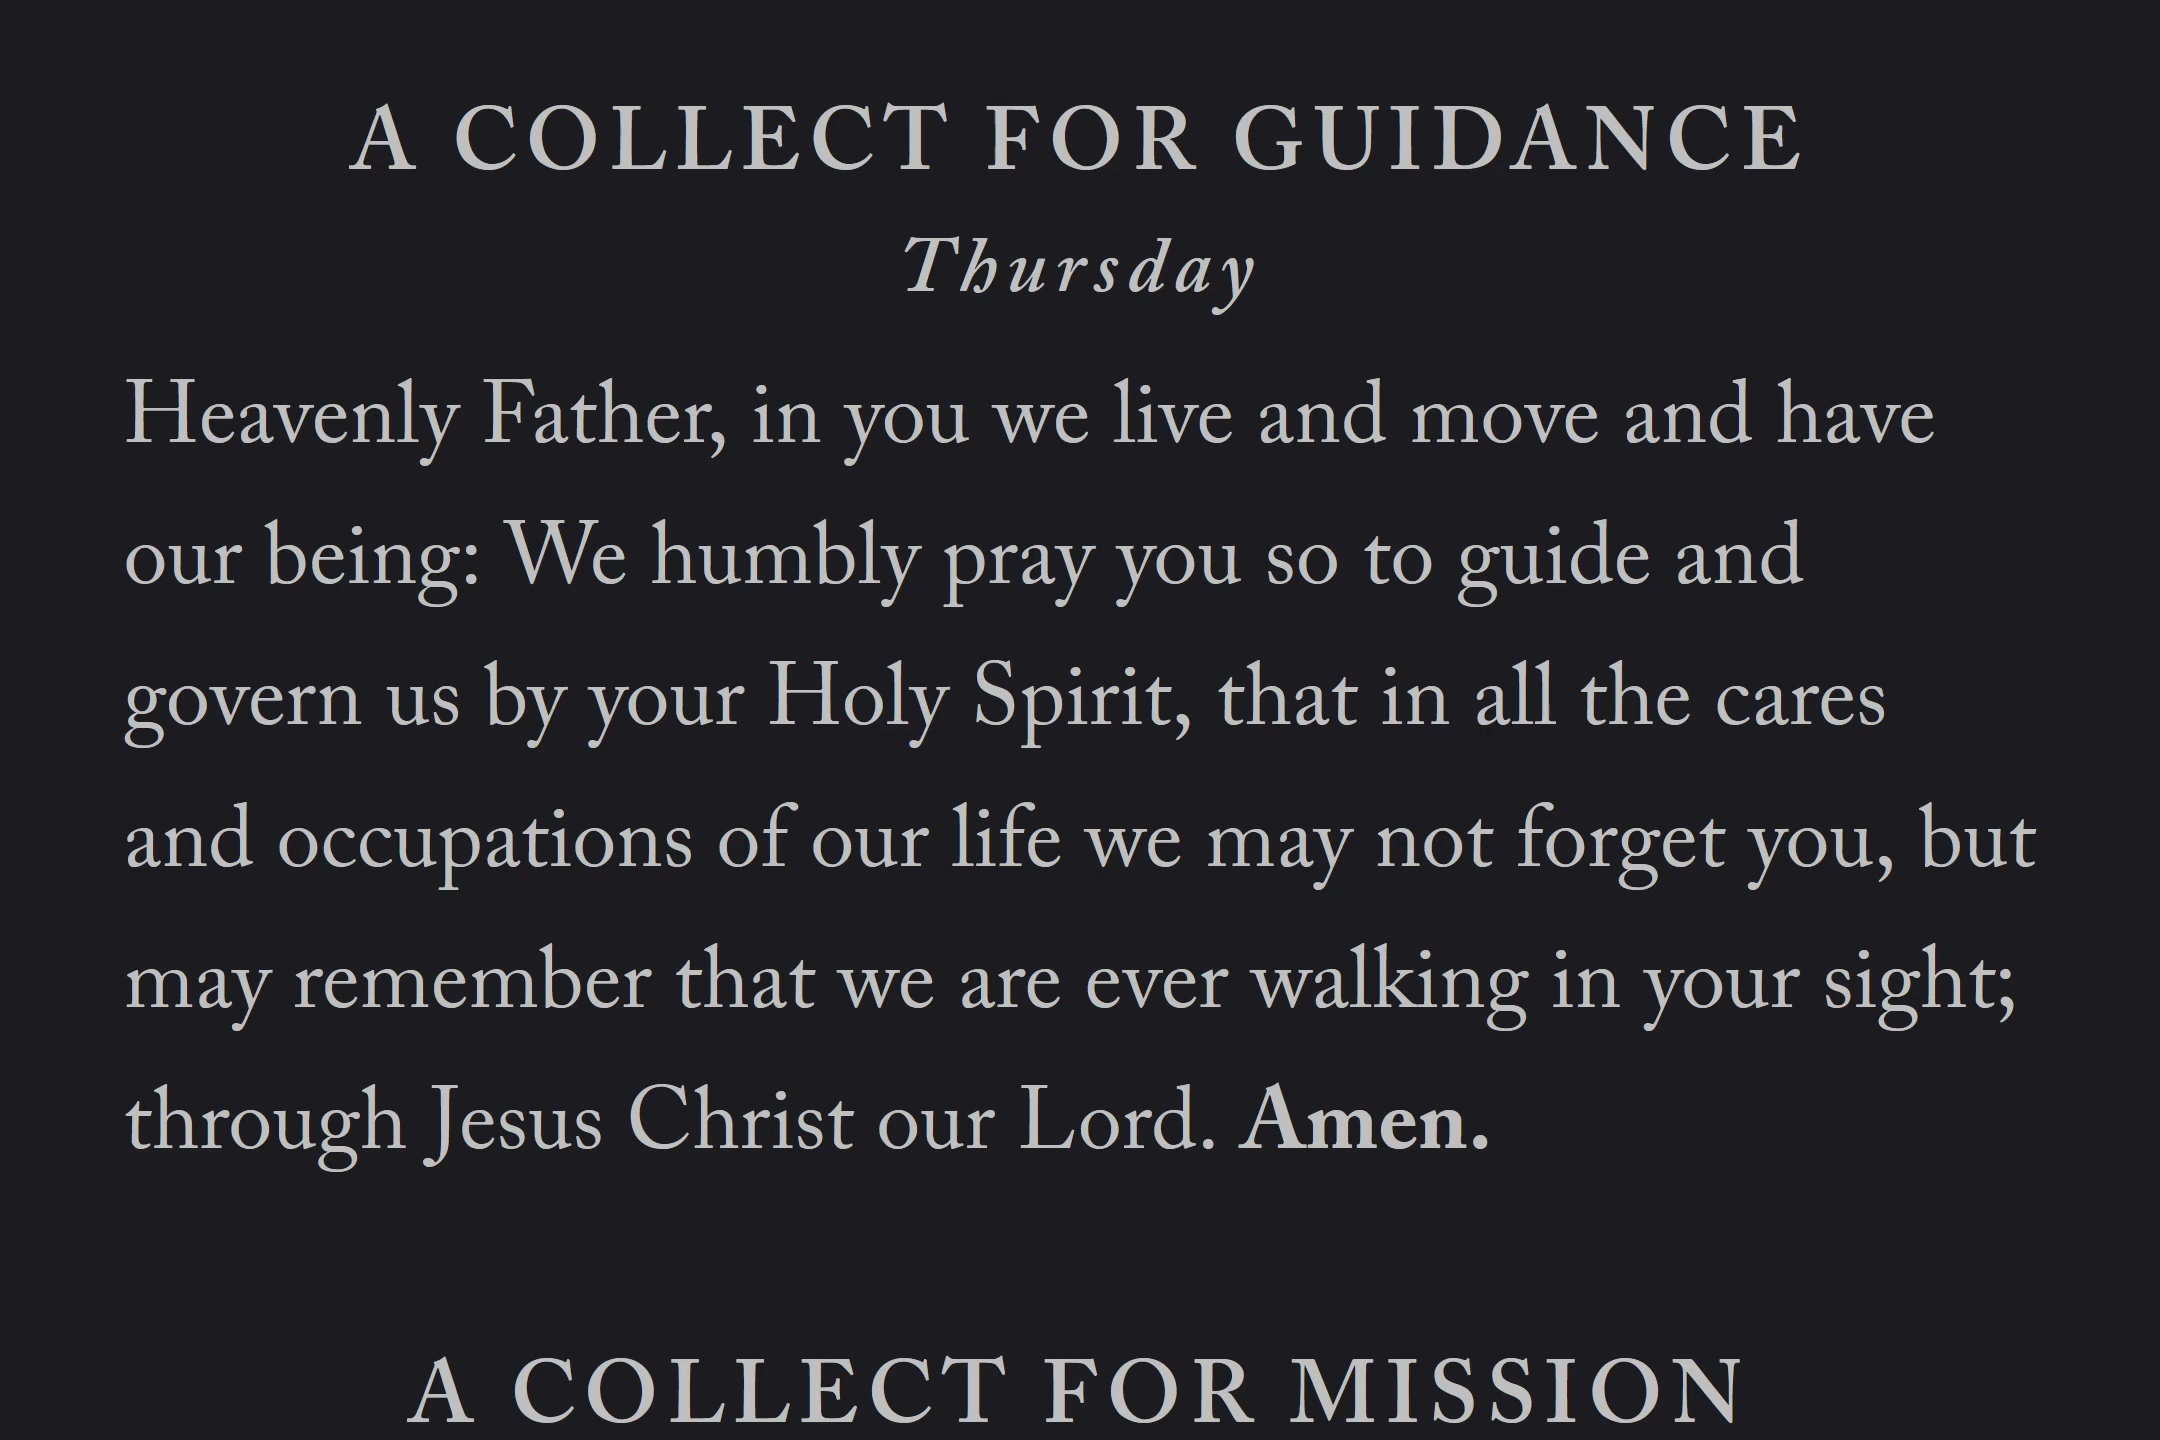 A COLLECT FOR GUIDANCE
Thursday
Heavenly Father, in you we live and move and have
our being: We humbly pray you so to guide and
govern us by your Holy Spirit, that in all the cares
and occupations of our life we may not forget you, but
may remember that we are ever walking in your sight;
through Jesus Christ our Lord. Amen.
A COLLECT FOR MISSION